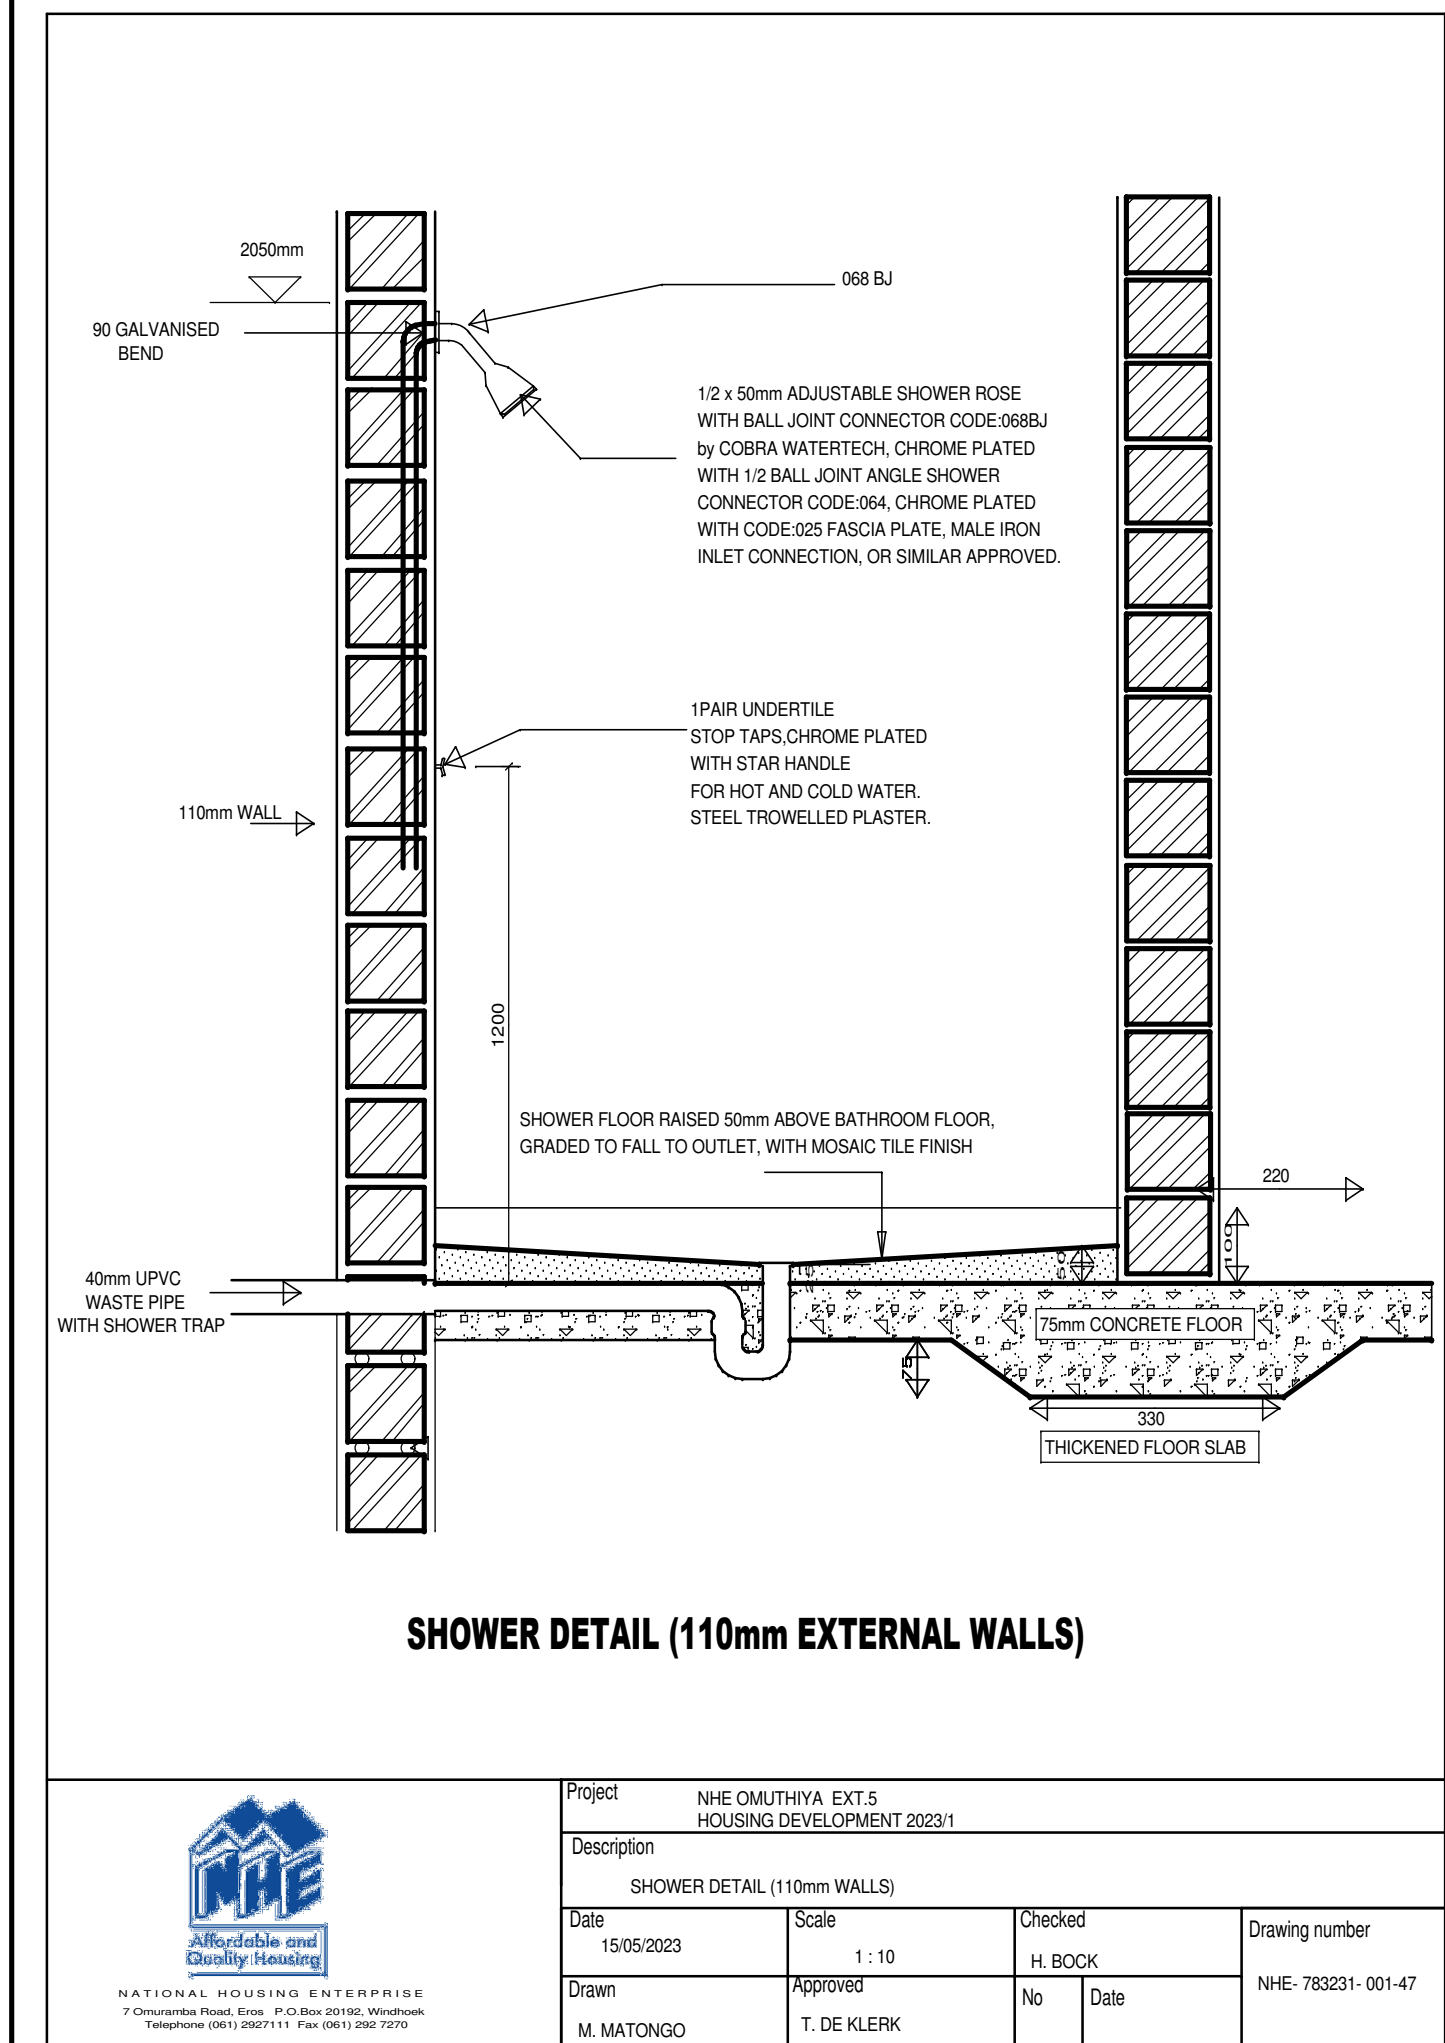 2050mm
90 GALVANISED
BEND
068 BJ
1/2 x 50mm ADJUSTABLE SHOWER ROSE
WITH BALL JOINT CONNECTOR CODE:068BJ
by COBRA WATERTECH, CHROME PLATED
WITH 1/2 BALL JOINT ANGLE SHOWER
CONNECTOR CODE:064, CHROME PLATED
WITH CODE:025 FASCIA PLATE, MALE IRON
INLET CONNECTION, OR SIMILAR APPROVED.
1PAIR UNDERTILE
STOP TAPS,CHROME PLATED
WITH STAR HANDLE
FOR HOT AND COLD WATER.
STEEL TROWELLED PLASTER.
110mm WALL
1200
SHOWER FLOOR RAISED 50mm ABOVE BATHROOM FLOOR,
GRADED TO FALL TO OUTLET, WITH MOSAIC TILE FINISH
220
100
50
25
40mm UPVC
WASTE PIPE
WITH SHOWER TRAP
75mm CONCRETE FLOOR
75
330
THICKENED FLOOR SLAB
SHOWER DETAIL (110mm EXTERNAL WALLS)
NHE
Affordable and
Quality Housing
NATIONAL HOUSING ENTERPRISE
7 Omuramba Road, Eros P.O.Box 20192, Windhoek
Telephone (061) 2927111 Fax (061) 292 7270
Project
NHE OMUTHIYA EXT.5
HOUSING DEVELOPMENT 2023/1
Description
SHOWER DETAIL (110mm WALLS)
Date
15/05/2023
Scale
1 : 10
Checked
H. BOCK
Drawing number
NHE- 783231- 001-47
Drawn
M. MATONGO
Approved
T. DE KLERK
No
Date